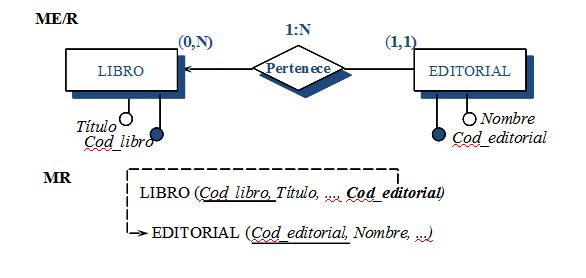 ME/R
1:N
(0,N) (1,1)
LIBRO Pertenece EDITORIAL
Título Nombre
Cod_libro Cod_editorial
MR
LIBRO (Cod_libro, Título, ..., Cod_editorial)
EDITORIAL (Cod_editorial, Nombre, ...)